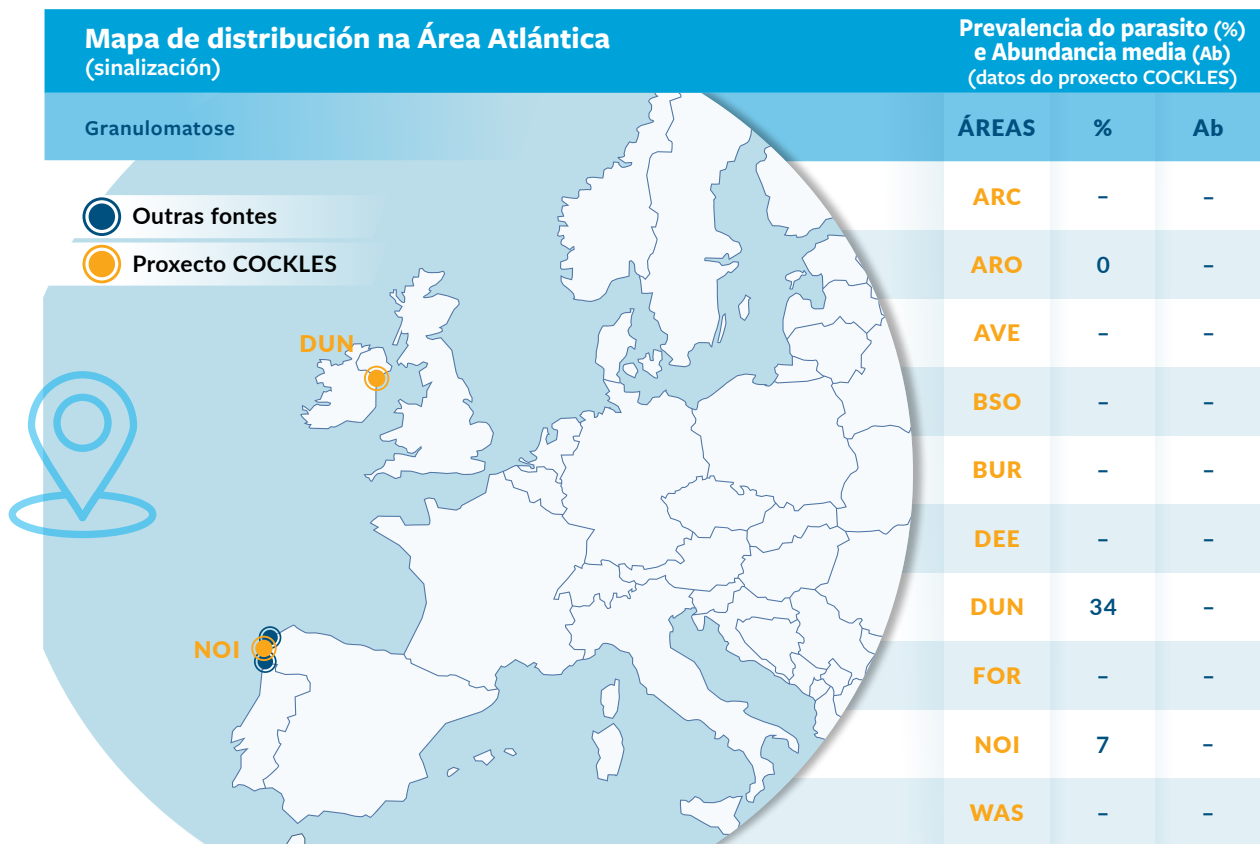 Mapa de distribución na Área Atlántica
(sinalización)
Prevalencia do parasito (%)
e Abundancia media (Ab)
(datos do proxecto COCKLES)
Granulomatose
ÁREAS % Ab
Outras fontes
Proxecto COCKLES
DUN
NOI
ARC – –
ARO 0 –
AVE – –
BSO – –
BUR – –
DEE – –
DUN 34 –
FOR – –
NOI 7 –
WAS – –